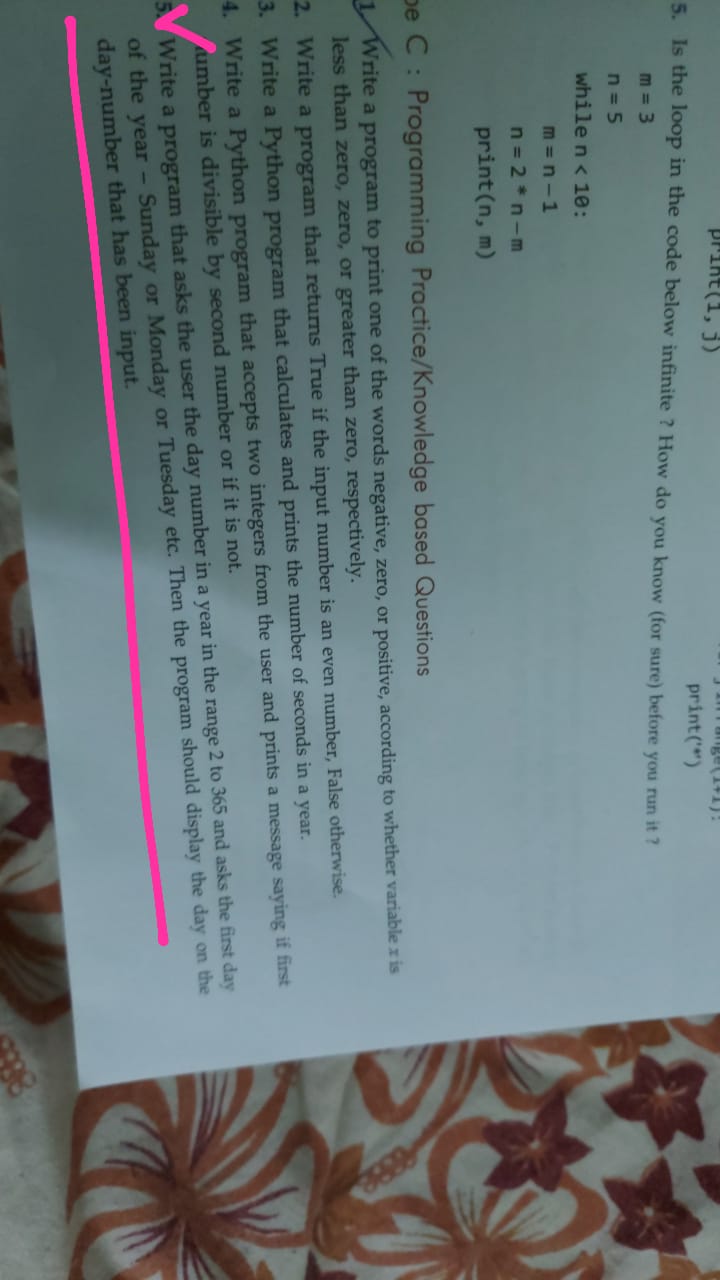 print(i, j)
print('*')
5. Is the loop in the code below infinite ? How do you know (for sure) before you run it ?
m = 3
n = 5
while n < 10:
m = n – 1
n = 2 * n – m
print(n, m)
C : Programming Practice/Knowledge based Questions
1. Write a program to print one of the words negative, zero, or positive, according to whether variable x is
less than zero, zero, or greater than zero, respectively.
2. Write a program that returns True if the input number is an even number, False otherwise.
3. Write a Python program that calculates and prints the number of seconds in a year.
4. Write a Python program that accepts two integers from the user and prints a message saying if first
number is divisible by second number or if it is not.
5. Write a program that asks the user the day number in a year in the range 2 to 365 and asks the first day
of the year – Sunday or Monday or Tuesday etc. Then the program should display the day on the
day-number that has been input.